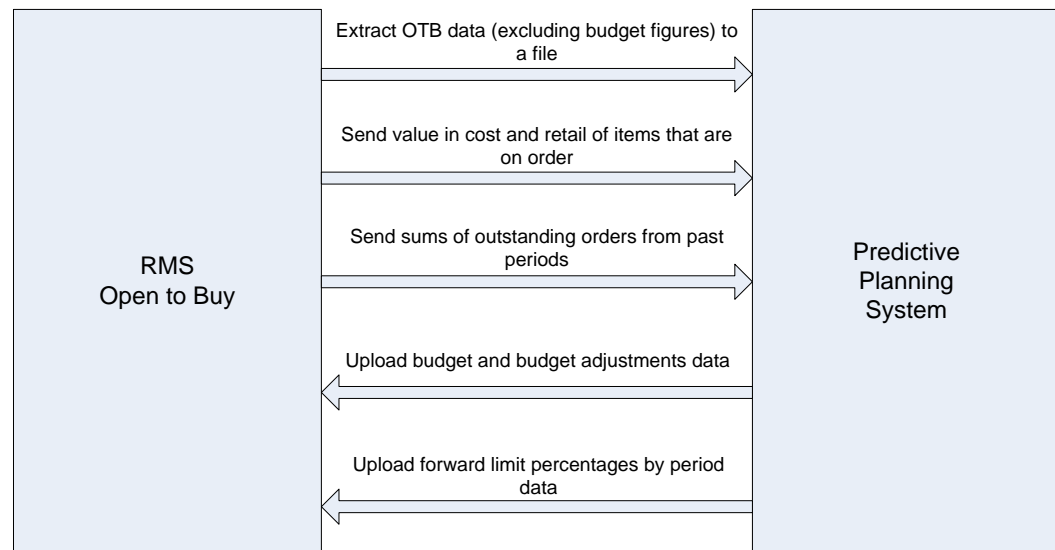 Extract OTB data (excluding budget figures) to
a file
Send value in cost and retail of items that are
on order
Send sums of outstanding orders from past
periods
RMS
Open to Buy
Predictive
Planning
System
Upload budget and budget adjustments data
Upload forward limit percentages by period
data